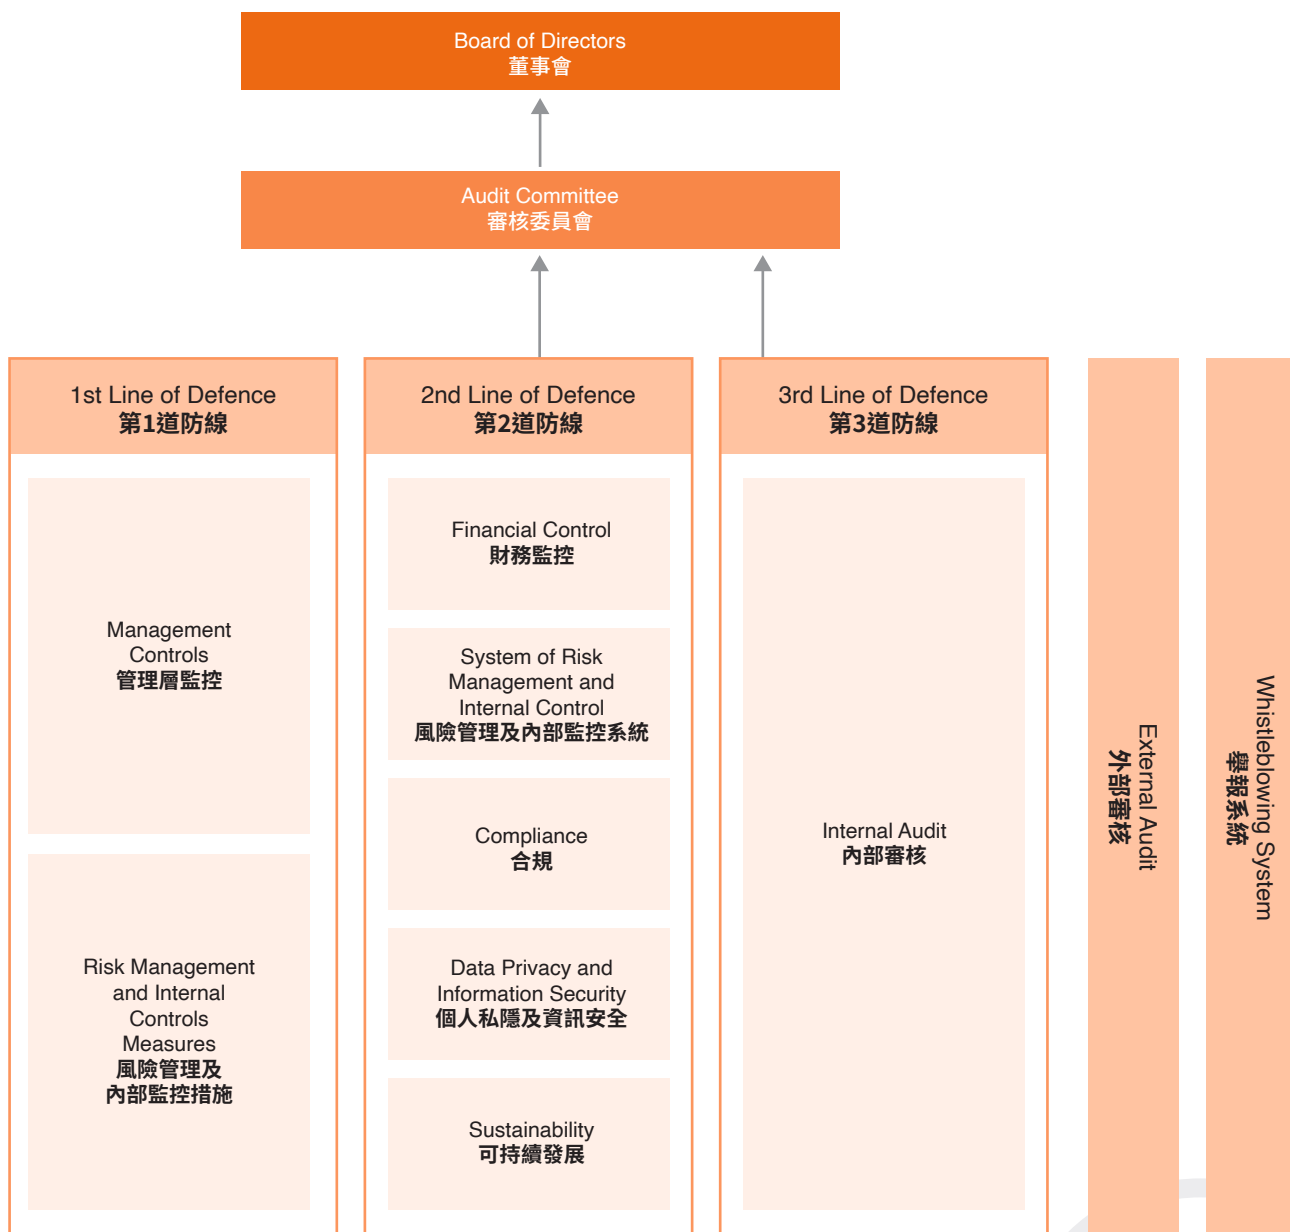 Board of Directors
董事會
Audit Committee
審核委員會
1st Line of Defence
第1道防線
Management
Controls
管理層監控
Risk Management
and Internal
Controls
Measures
風險管理及
內部監控措施
2nd Line of Defence
第2道防線
Financial Control
財務監控
System of Risk
Management and
Internal Control
風險管理及內部監控系統
Compliance
合規
Data Privacy and
Information Security
個人私隱及資訊安全
Sustainability
可持續發展
3rd Line of Defence
第3道防線
Internal Audit
內部審核
External Audit
外部審核
Whistleblowing System
舉報系統